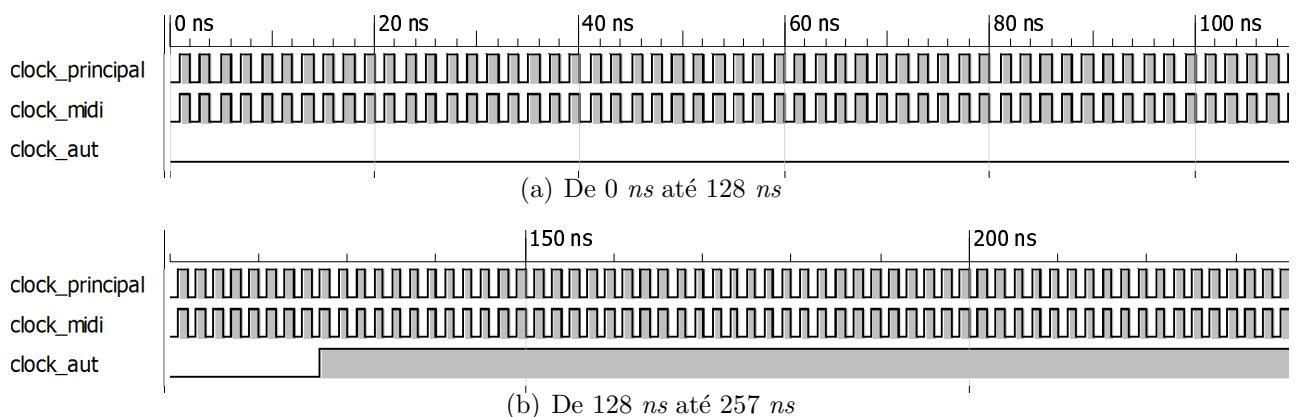 0 ns 20 ns 40 ns 60 ns 80 ns 100 ns
clock_principal
clock_midi
clock_aut
(a) De 0 ns até 128 ns
150 ns 200 ns
clock_principal
clock_midi
clock_aut
(b) De 128 ns até 257 ns